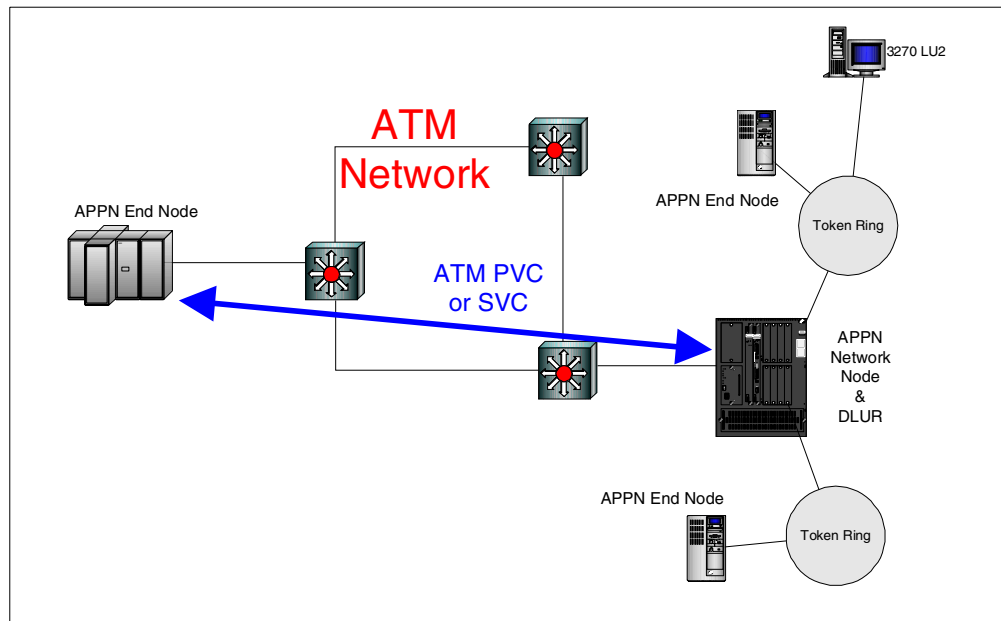 3270 LU2
ATM
Network
APPN End Node
Token Ring
APPN End Node
ATM PVC
or SVC
APPN
Network
Node
&
DLUR
APPN End Node
Token Ring